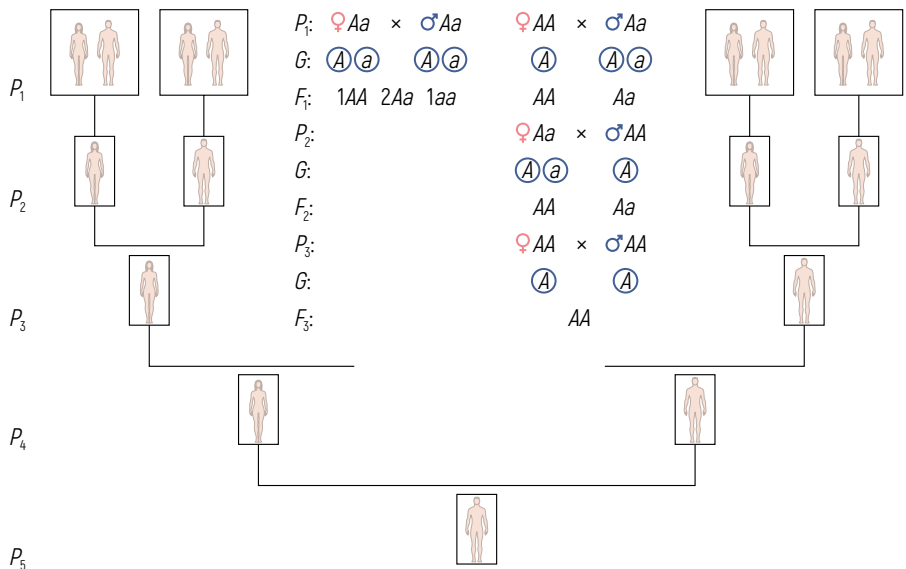 P₁: ♀Aa × ♂Aa ♀AA × ♂Aa
G: A a A a A A a
P₁
F₁: 1AA 2Aa 1aa AA Aa
P₂: ♀Aa × ♂AA
G: A a A
P₂
F₂: AA Aa
P₃: ♀AA × ♂AA
G: A A
P₃
F₃: AA
P₄
P₅